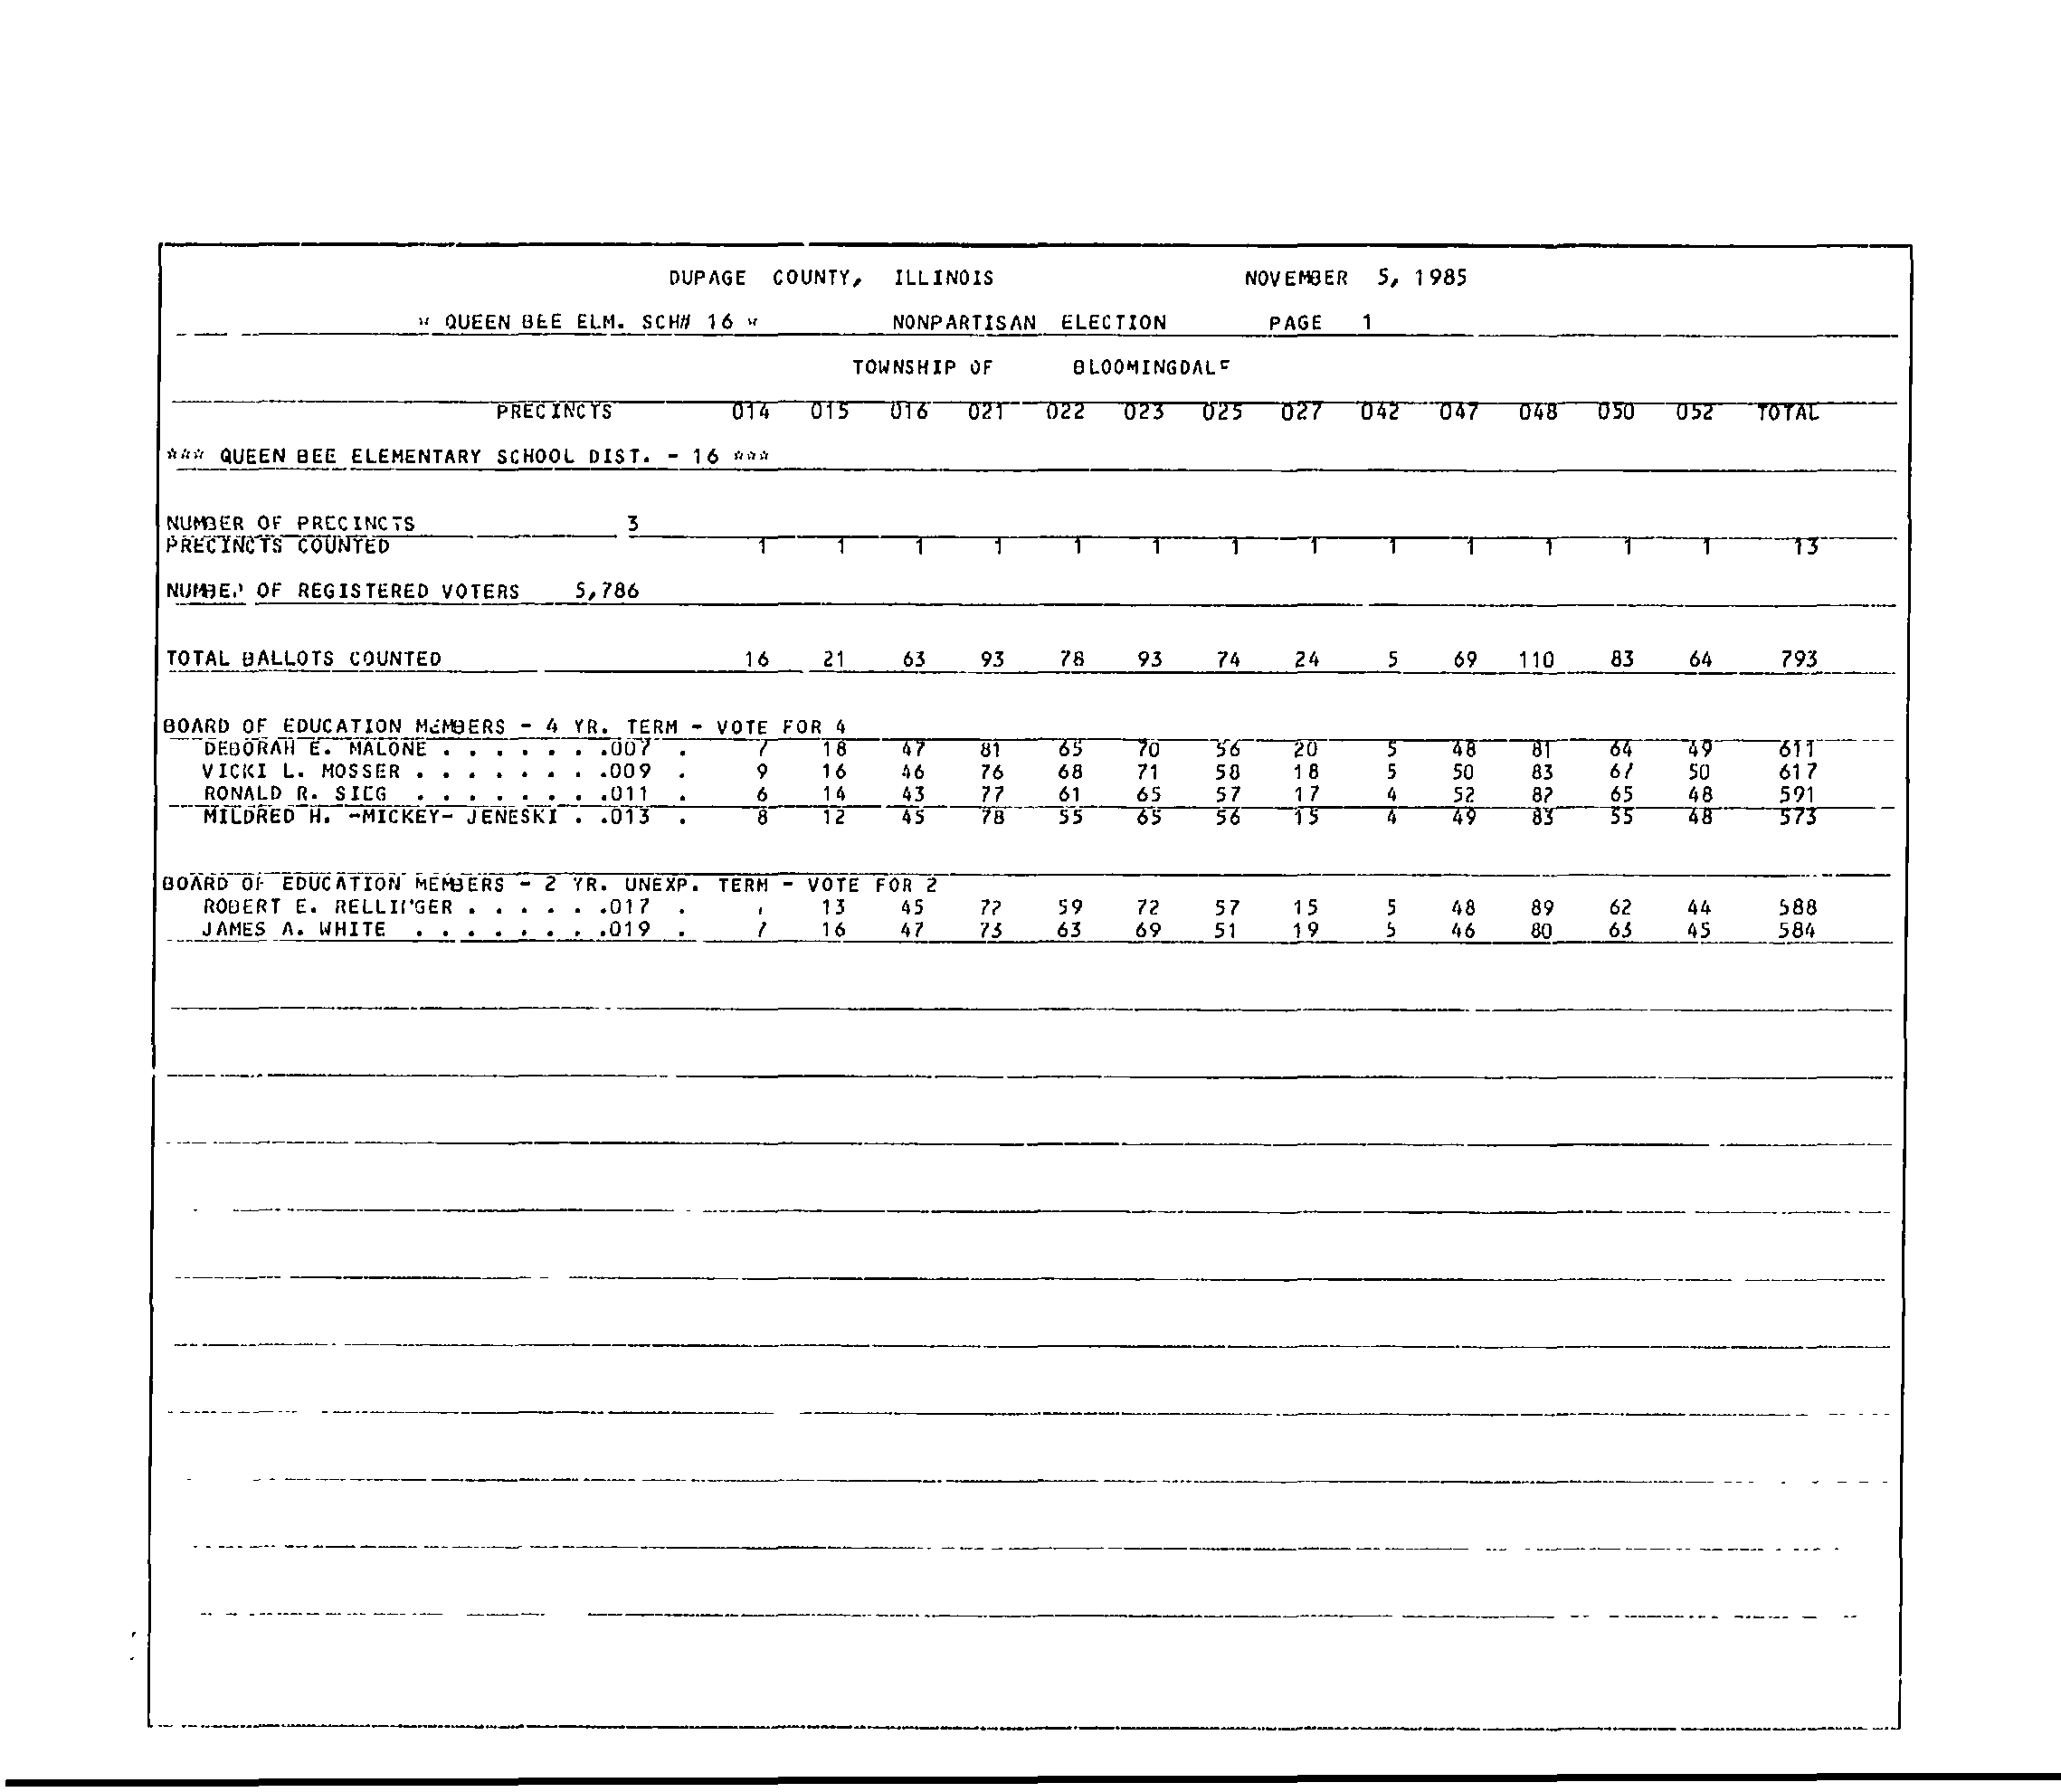 DUPAGE COUNTY, ILLINOIS NOVEMBER 5, 1985
* QUEEN BEE ELM. SCH# 16 * NONPARTISAN ELECTION PAGE 1
TOWNSHIP OF BLOOMINGDALE
PRECINCTS 014 015 016 021 022 023 025 027 042 047 048 050 052 TOTAL
*** QUEEN BEE ELEMENTARY SCHOOL DIST. - 16 ***
NUMBER OF PRECINCTS 3
PRECINCTS COUNTED 1 1 1 1 1 1 1 1 1 1 1 1 1 13
NUMBER OF REGISTERED VOTERS 5,786
TOTAL BALLOTS COUNTED 16 21 63 93 78 93 74 24 5 69 110 83 64 793
BOARD OF EDUCATION MEMBERS - 4 YR. TERM - VOTE FOR 4
DEBORAH E. MALONE . . . . . . .007 . 7 18 47 81 65 70 56 20 5 48 81 64 49 611
VICKI L. MOSSER . . . . . . . .009 . 9 16 46 76 68 71 58 18 5 50 83 67 50 617
RONALD R. SIEG . . . . . . . .011 . 6 14 43 77 61 65 57 17 4 52 82 65 48 591
MILDRED H. -MICKEY- JENESKI . .013 . 8 12 45 78 55 65 56 15 4 49 83 55 48 573
BOARD OF EDUCATION MEMBERS - 2 YR. UNEXP. TERM - VOTE FOR 2
ROBERT E. . . . . . .017 . 13 45 72 59 72 57 15 5 48 89 62 44 588
JAMES A. WHITE . . . . . . . .019 . 7 16 47 73 63 69 51 19 5 46 80 63 45 584